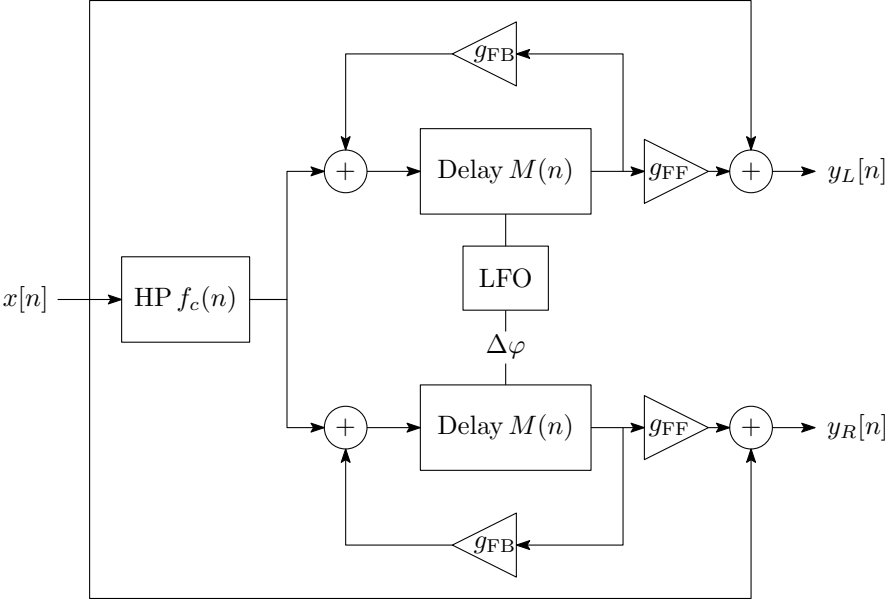 g_FB
+
Delay M(n)
g_FF
+
y_L[n]
LFO
x[n]
HP f_c(n)
Δφ
+
Delay M(n)
g_FF
+
y_R[n]
g_FB